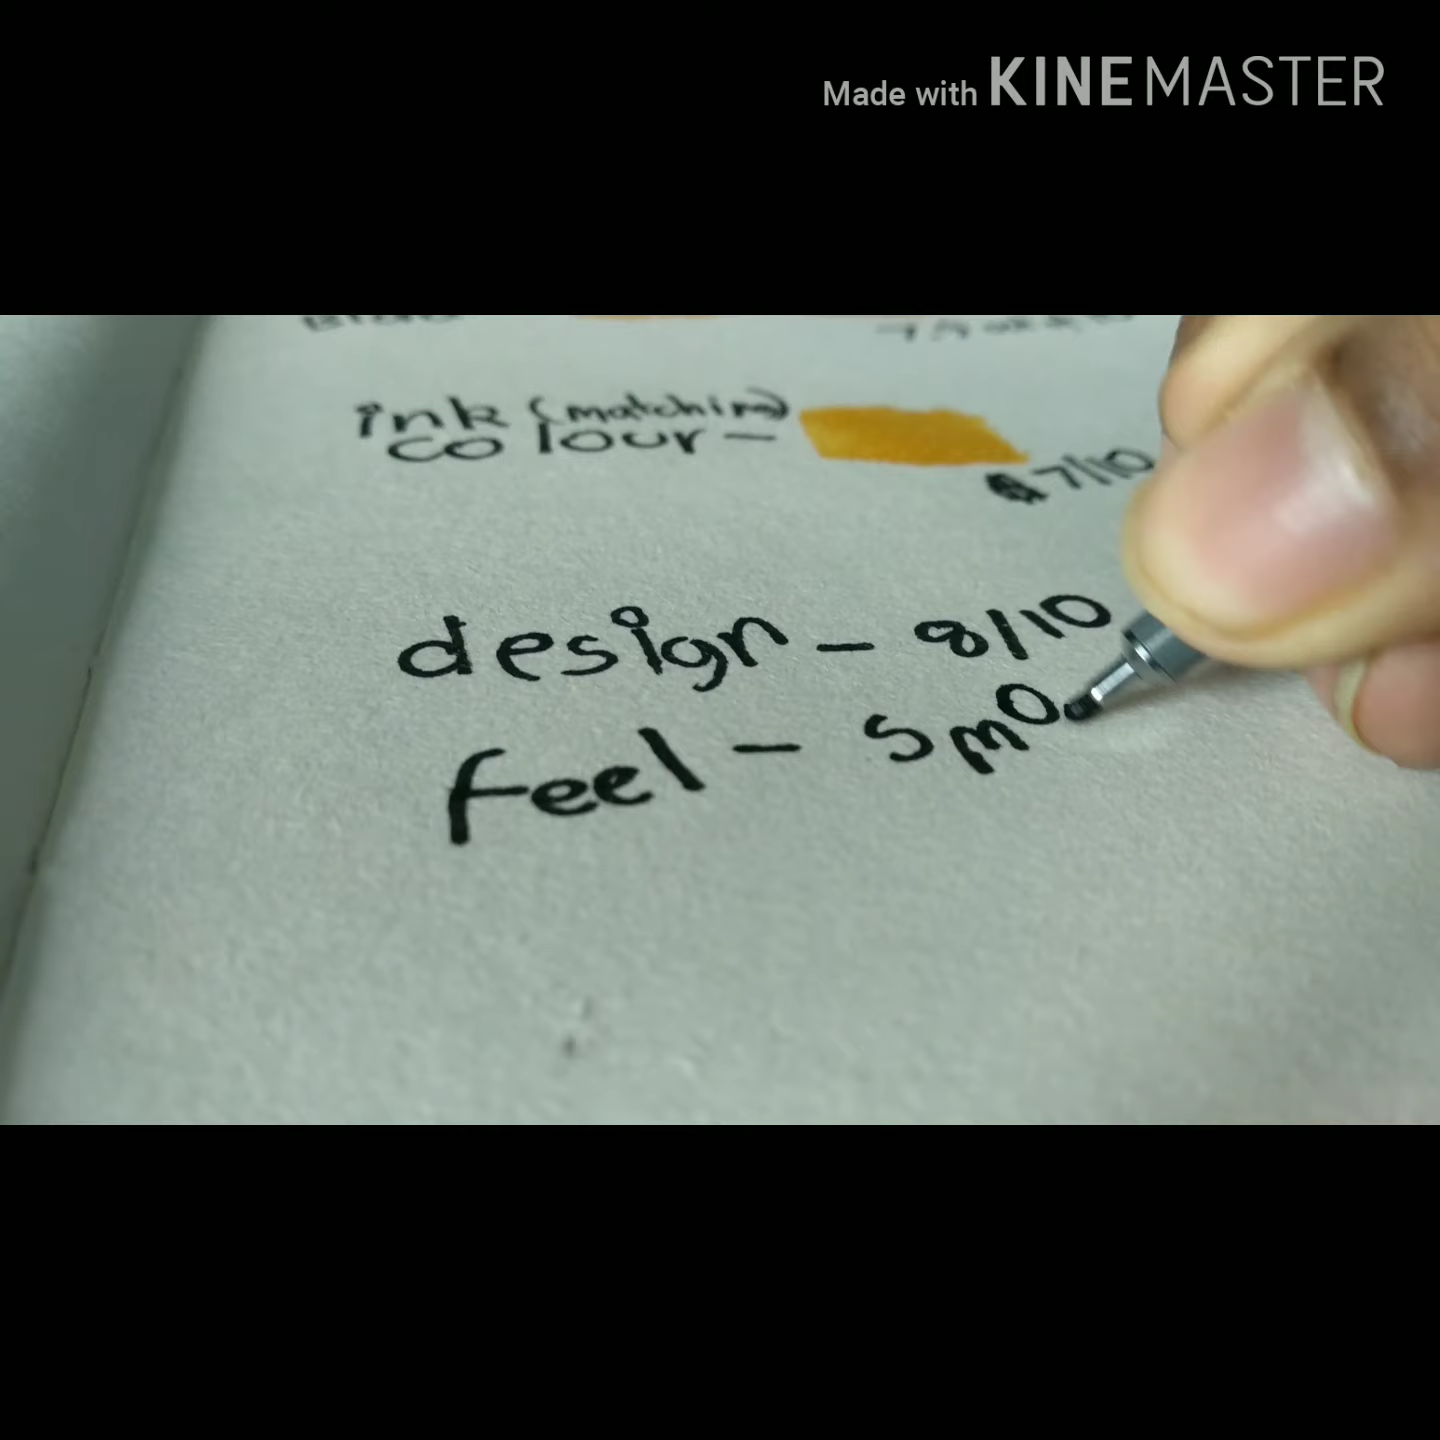 Made with KINEMASTER
ink (matching)
colour - 
7/10
design - 8/10
feel - smo